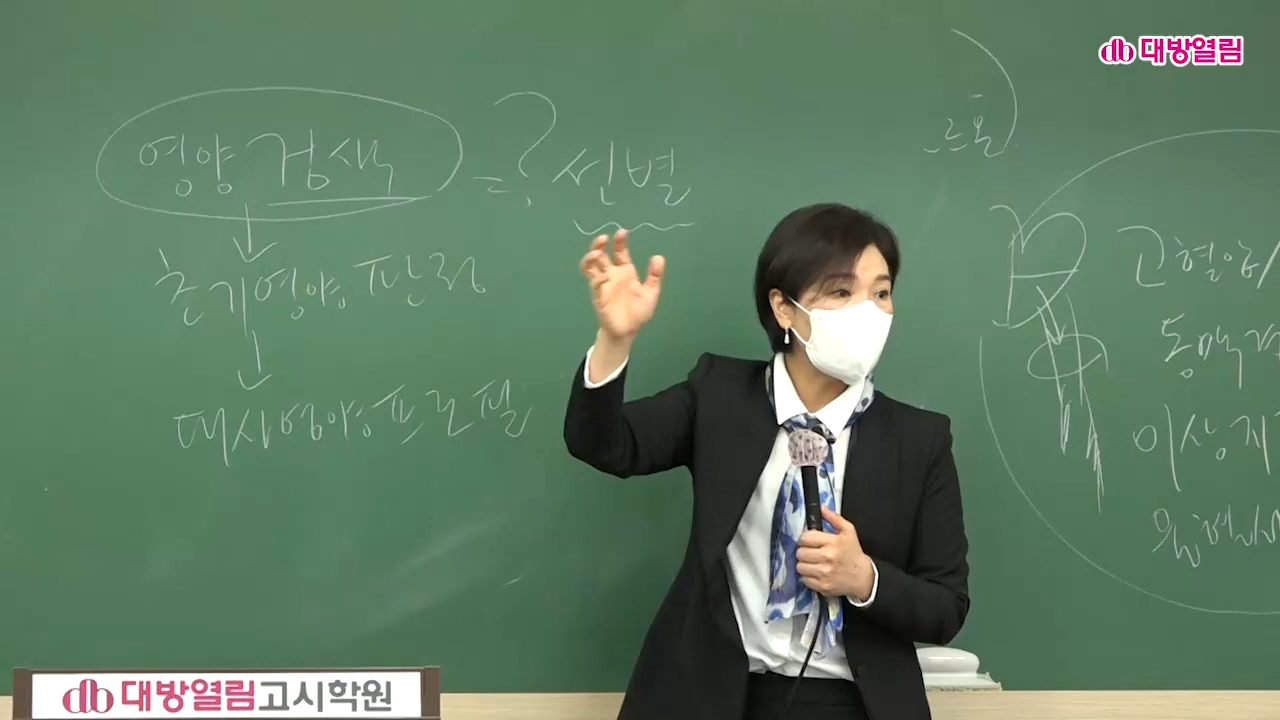 대방열림
영양검색 = ? 선별
초기영양판정
대사영양프로필
르몬
고혈압/
동맥경
이상지
대방열림고시학원